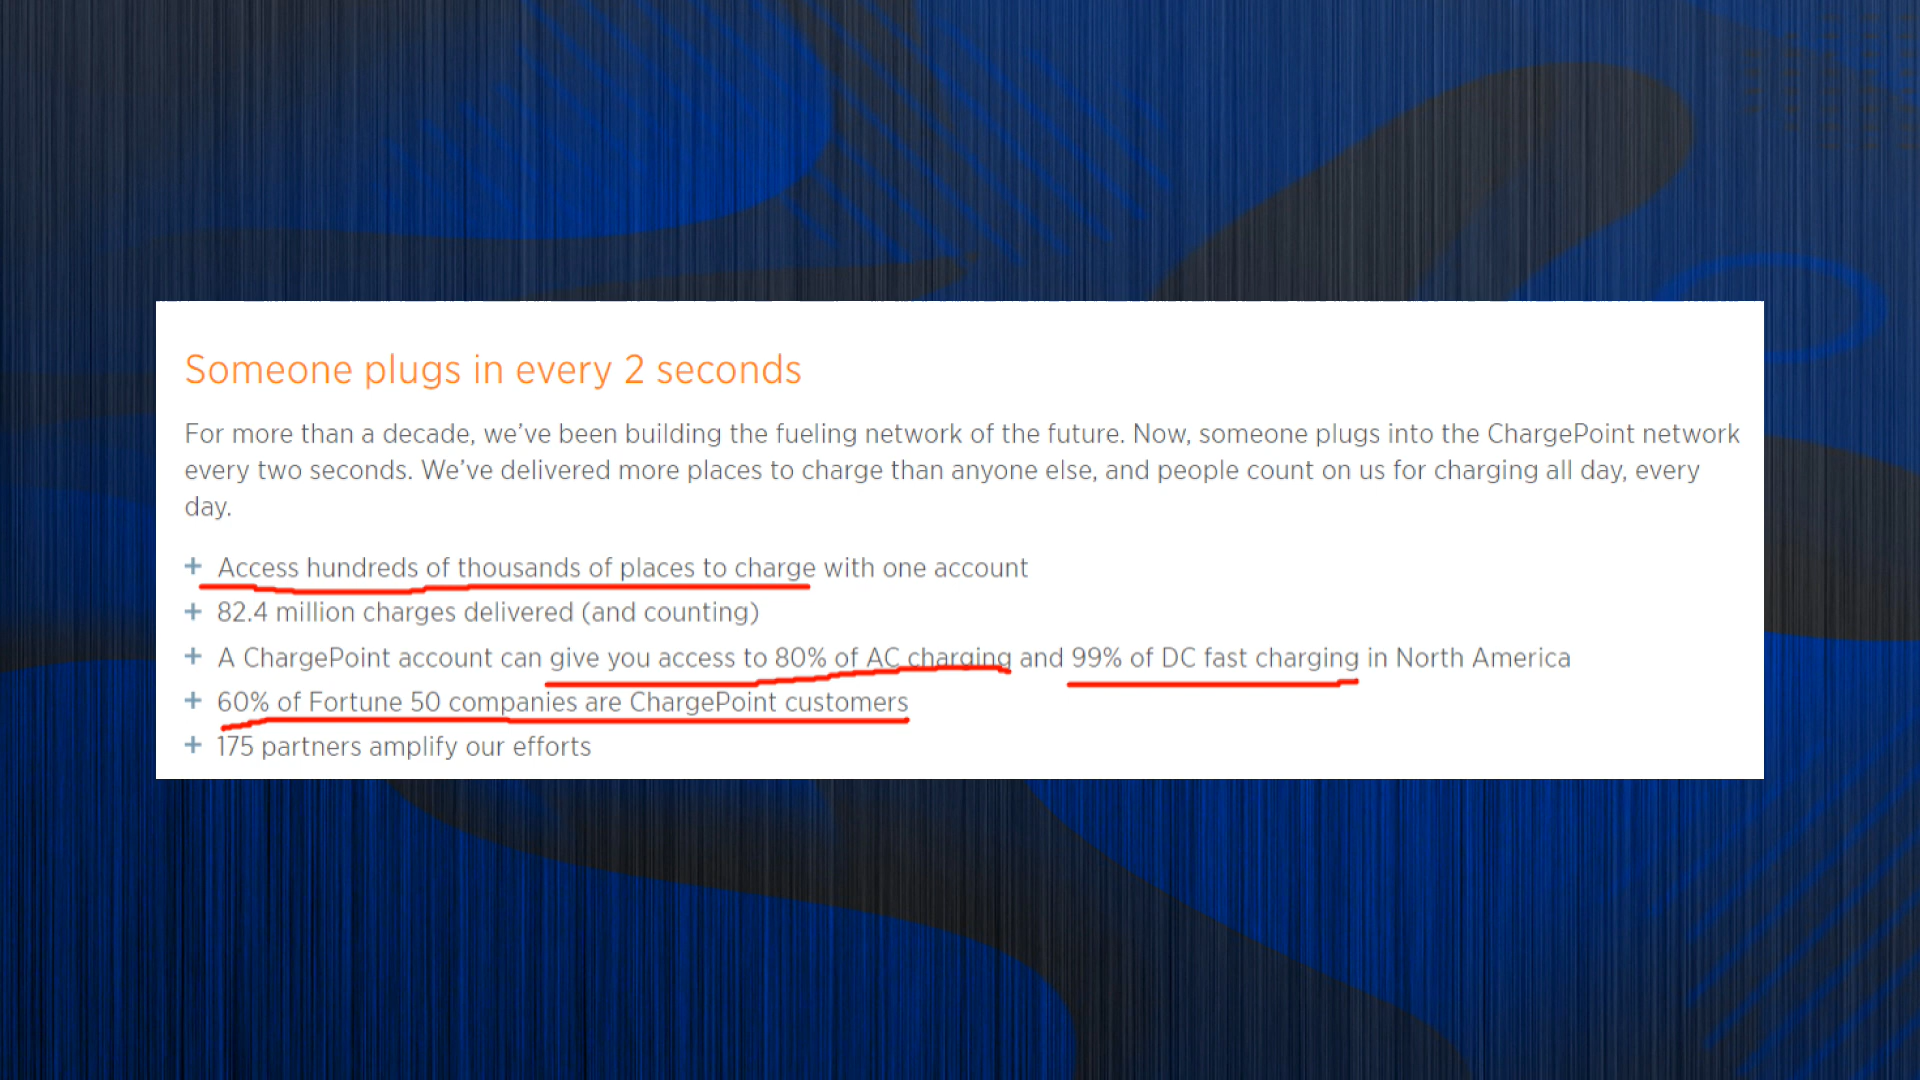 Someone plugs in every 2 seconds
For more than a decade, we’ve been building the fueling network of the future. Now, someone plugs into the ChargePoint network
every two seconds. We’ve delivered more places to charge than anyone else, and people count on us for charging all day, every
day.
+ Access hundreds of thousands of places to charge with one account
+ 82.4 million charges delivered (and counting)
+ A ChargePoint account can give you access to 80% of AC charging and 99% of DC fast charging in North America
+ 60% of Fortune 50 companies are ChargePoint customers
+ 175 partners amplify our efforts